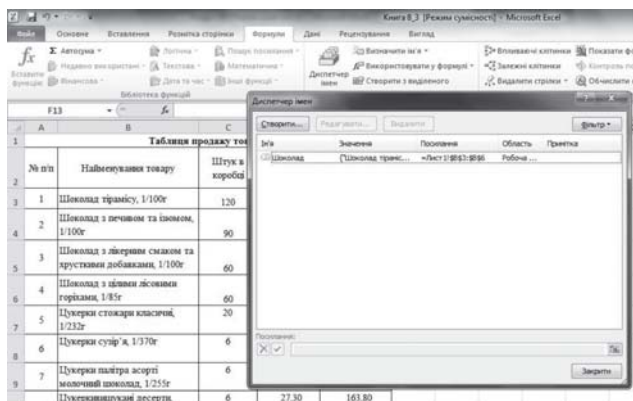 Книга 8_3 [Режим сумісності] - Microsoft Excel
Файл Основне Вставлення Розмітка сторінки Формули Дані Рецензування Вигляд
Вставити функцію
Σ Автосума
Логічна
Пошук та посилання
Визначити ім'я
Впливаючі клітинки
Показати
Нещодавно використані
Текстова
Математична
Використовувати у формулі
Залежні клітинки
Фінансова
Дата та час
Інші функції
Диспетчер імен
Створити з виділеного
Видалити стрілки
Обчислити
Бібліотека функцій
F13 fx
A B C
1 Таблиця продажу
2 № п/п Найменування товару Штук в коробці
3 1 Шоколад тірамісу, 1/100г 120
4 2 Шоколад з печивом та ізюмом, 1/100г 90
5 3 Шоколад з лікерним смаком та хрусткими добавками, 1/100г 60
6 4 Шоколад з цілими лісовими горіхами, 1/85г 60
7 5 Цукерки стожари класичні, 1/232г 20
8 6 Цукерки сузір'я, 1/370г 6
9 7 Цукерки палітра асорті молочний шоколад, 1/255г 6
десерти, 6 27,30 163,80
Диспетчер імен
Створити... Редагувати... Видалити Фільтр
Ім'я Значення Посилання Область Примітка
Шоколад {"Шоколад тіраміс... =Лист1!$B$3:$B$6 Робоча ...
Посилання:
Закрити